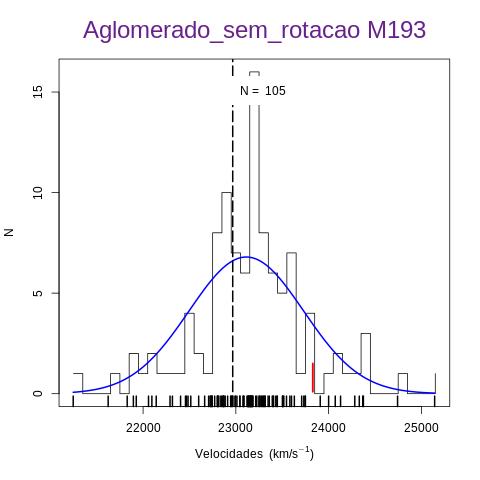 Aglomerado_sem_rotacao M193
N = 105
15
10
5
0
N
22000 23000 24000 25000
Velocidades (km/s⁻¹)